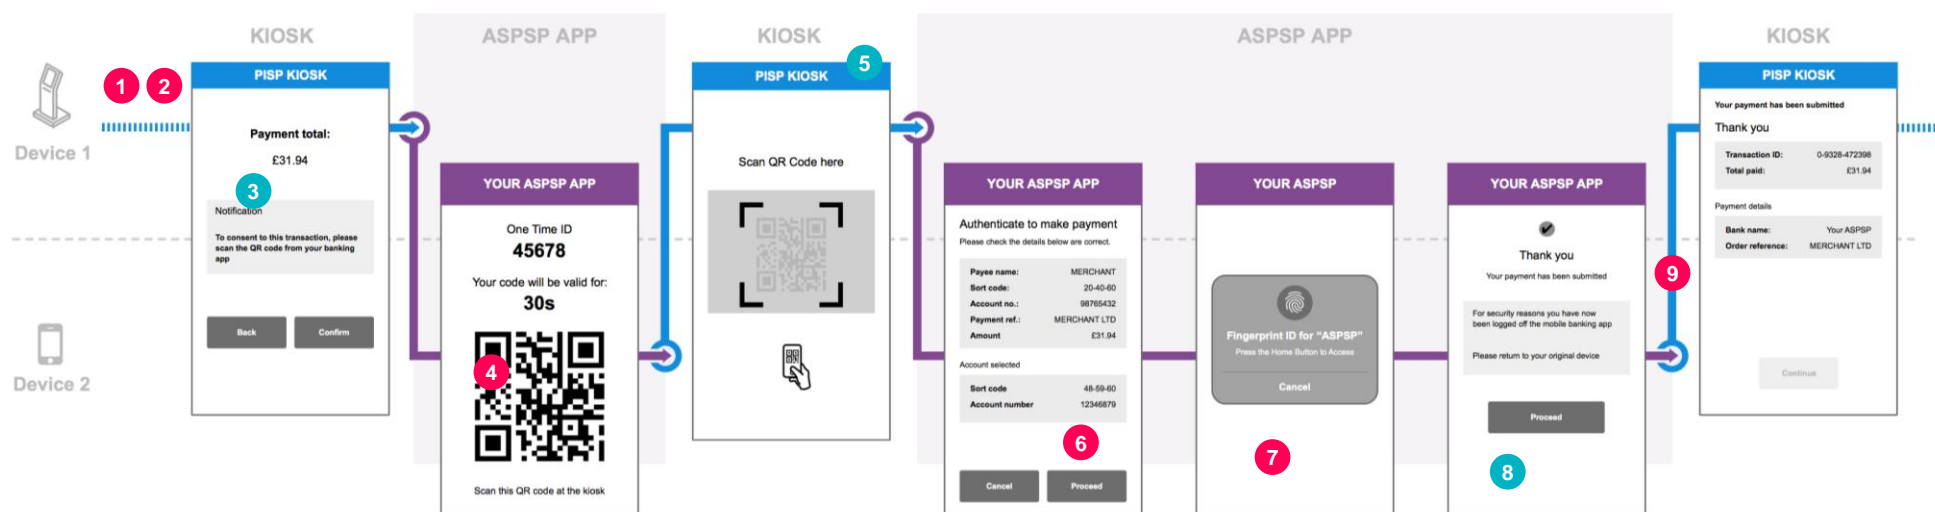 KIOSK
ASPSP APP
KIOSK
ASPSP APP
KIOSK
Device 1
Device 2
1
2
PISP KIOSK
Payment total:
£31.94
3
Notification
To consent to this transaction, please
scan the QR code from your banking
app
Back
Confirm
YOUR ASPSP APP
One Time ID
45678
Your code will be valid for:
30s
4
Scan this QR code at the kiosk
5
PISP KIOSK
Scan QR Code here
YOUR ASPSP APP
Authenticate to make payment
Please check the details below are correct.
Payee name: MERCHANT
Sort code: 20-40-60
Account no.: 98765432
Payment ref.: MERCHANT LTD
Amount £31.94
Account selected
Sort code 48-59-60
Account number 12346879
6
Cancel
Proceed
YOUR ASPSP
Fingerprint ID for “ASPSP”
Press the Home Button to Access
Cancel
7
YOUR ASPSP APP
Thank you
Your payment has been submitted
For security reasons you have now
been logged off the mobile banking app
Please return to your original device
Proceed
8
9
PISP KIOSK
Your payment has been submitted
Thank you
Transaction ID: 0-9328-472398
Total paid: £31.94
Payment details
Bank name: Your ASPSP
Order reference: MERCHANT LTD
Continue